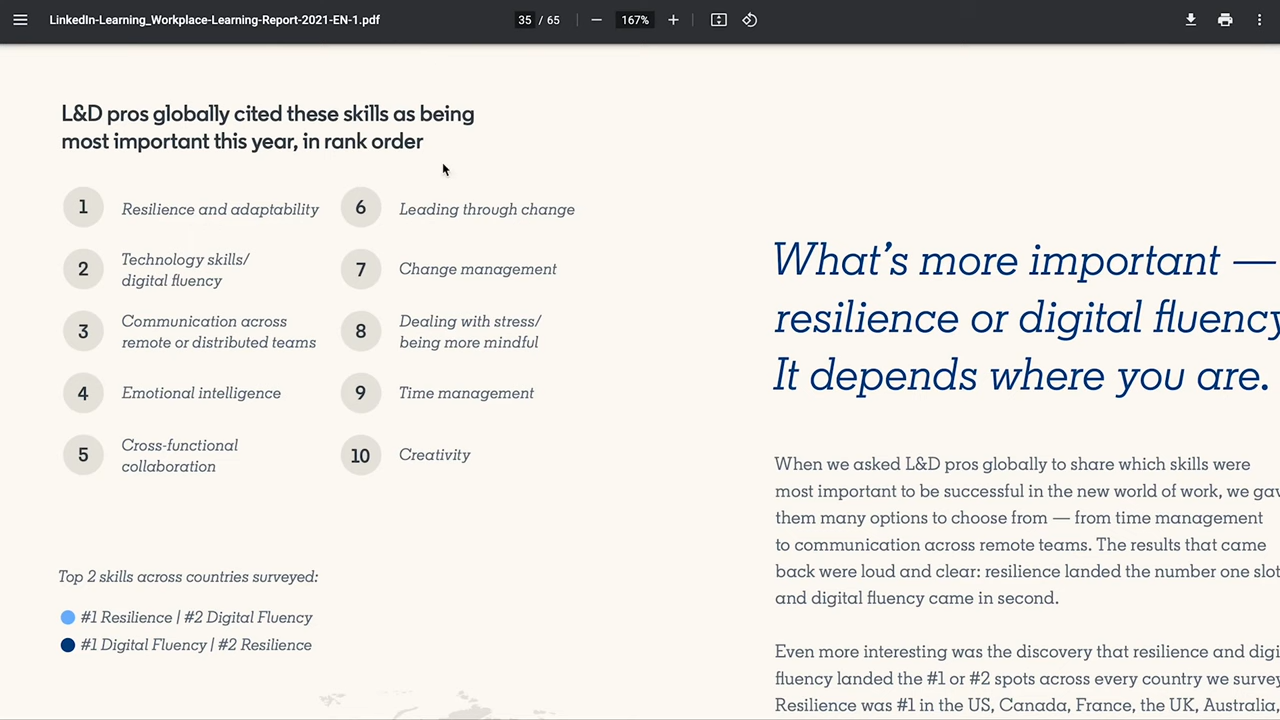 LinkedIn-Learning_Workplace-Learning-Report-2021-EN-1.pdf
35 / 65
167%
L&D pros globally cited these skills as being
most important this year, in rank order
1 Resilience and adaptability
2 Technology skills/
digital fluency
3 Communication across
remote or distributed teams
4 Emotional intelligence
5 Cross-functional
collaboration
6 Leading through change
7 Change management
8 Dealing with stress/
being more mindful
9 Time management
10 Creativity
Top 2 skills across countries surveyed:
#1 Resilience | #2 Digital Fluency
#1 Digital Fluency | #2 Resilience
What's more important —
resilience or digital fluency
It depends where you are.
When we asked L&D pros globally to share which skills were
most important to be successful in the new world of work, we gav
them many options to choose from — from time management
to communication across remote teams. The results that came
back were loud and clear: resilience landed the number one slot
and digital fluency came in second.
Even more interesting was the discovery that resilience and digi
fluency landed the #1 or #2 spots across every country we survey
Resilience was #1 in the US, Canada, France, the UK, Australia,